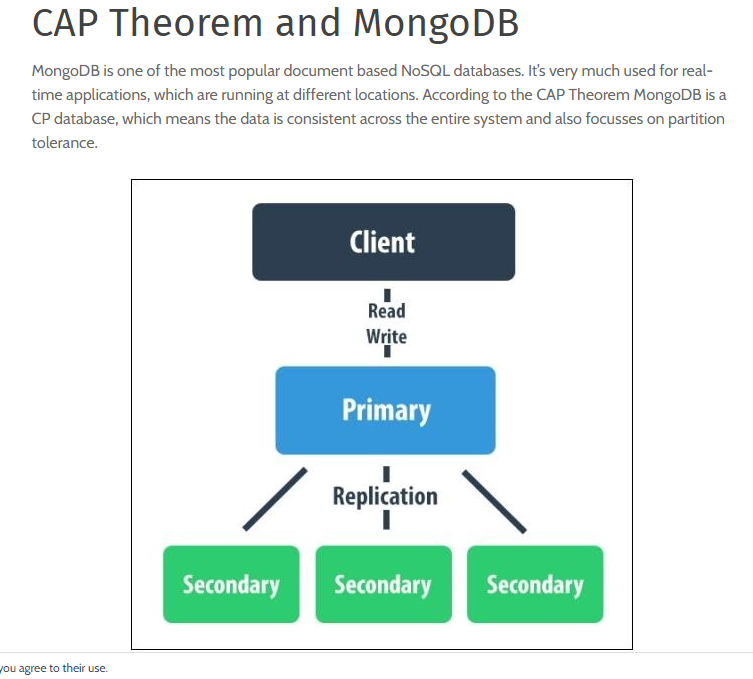 CAP Theorem and MongoDB
MongoDB is one of the most popular document based NoSQL databases. It's very much used for real-
time applications, which are running at different locations. According to the CAP Theorem MongoDB is a
CP database, which means the data is consistent across the entire system and also focusses on partition
tolerance.
Client
Read
Write
Primary
Replication
Secondary Secondary Secondary
you agree to their use.